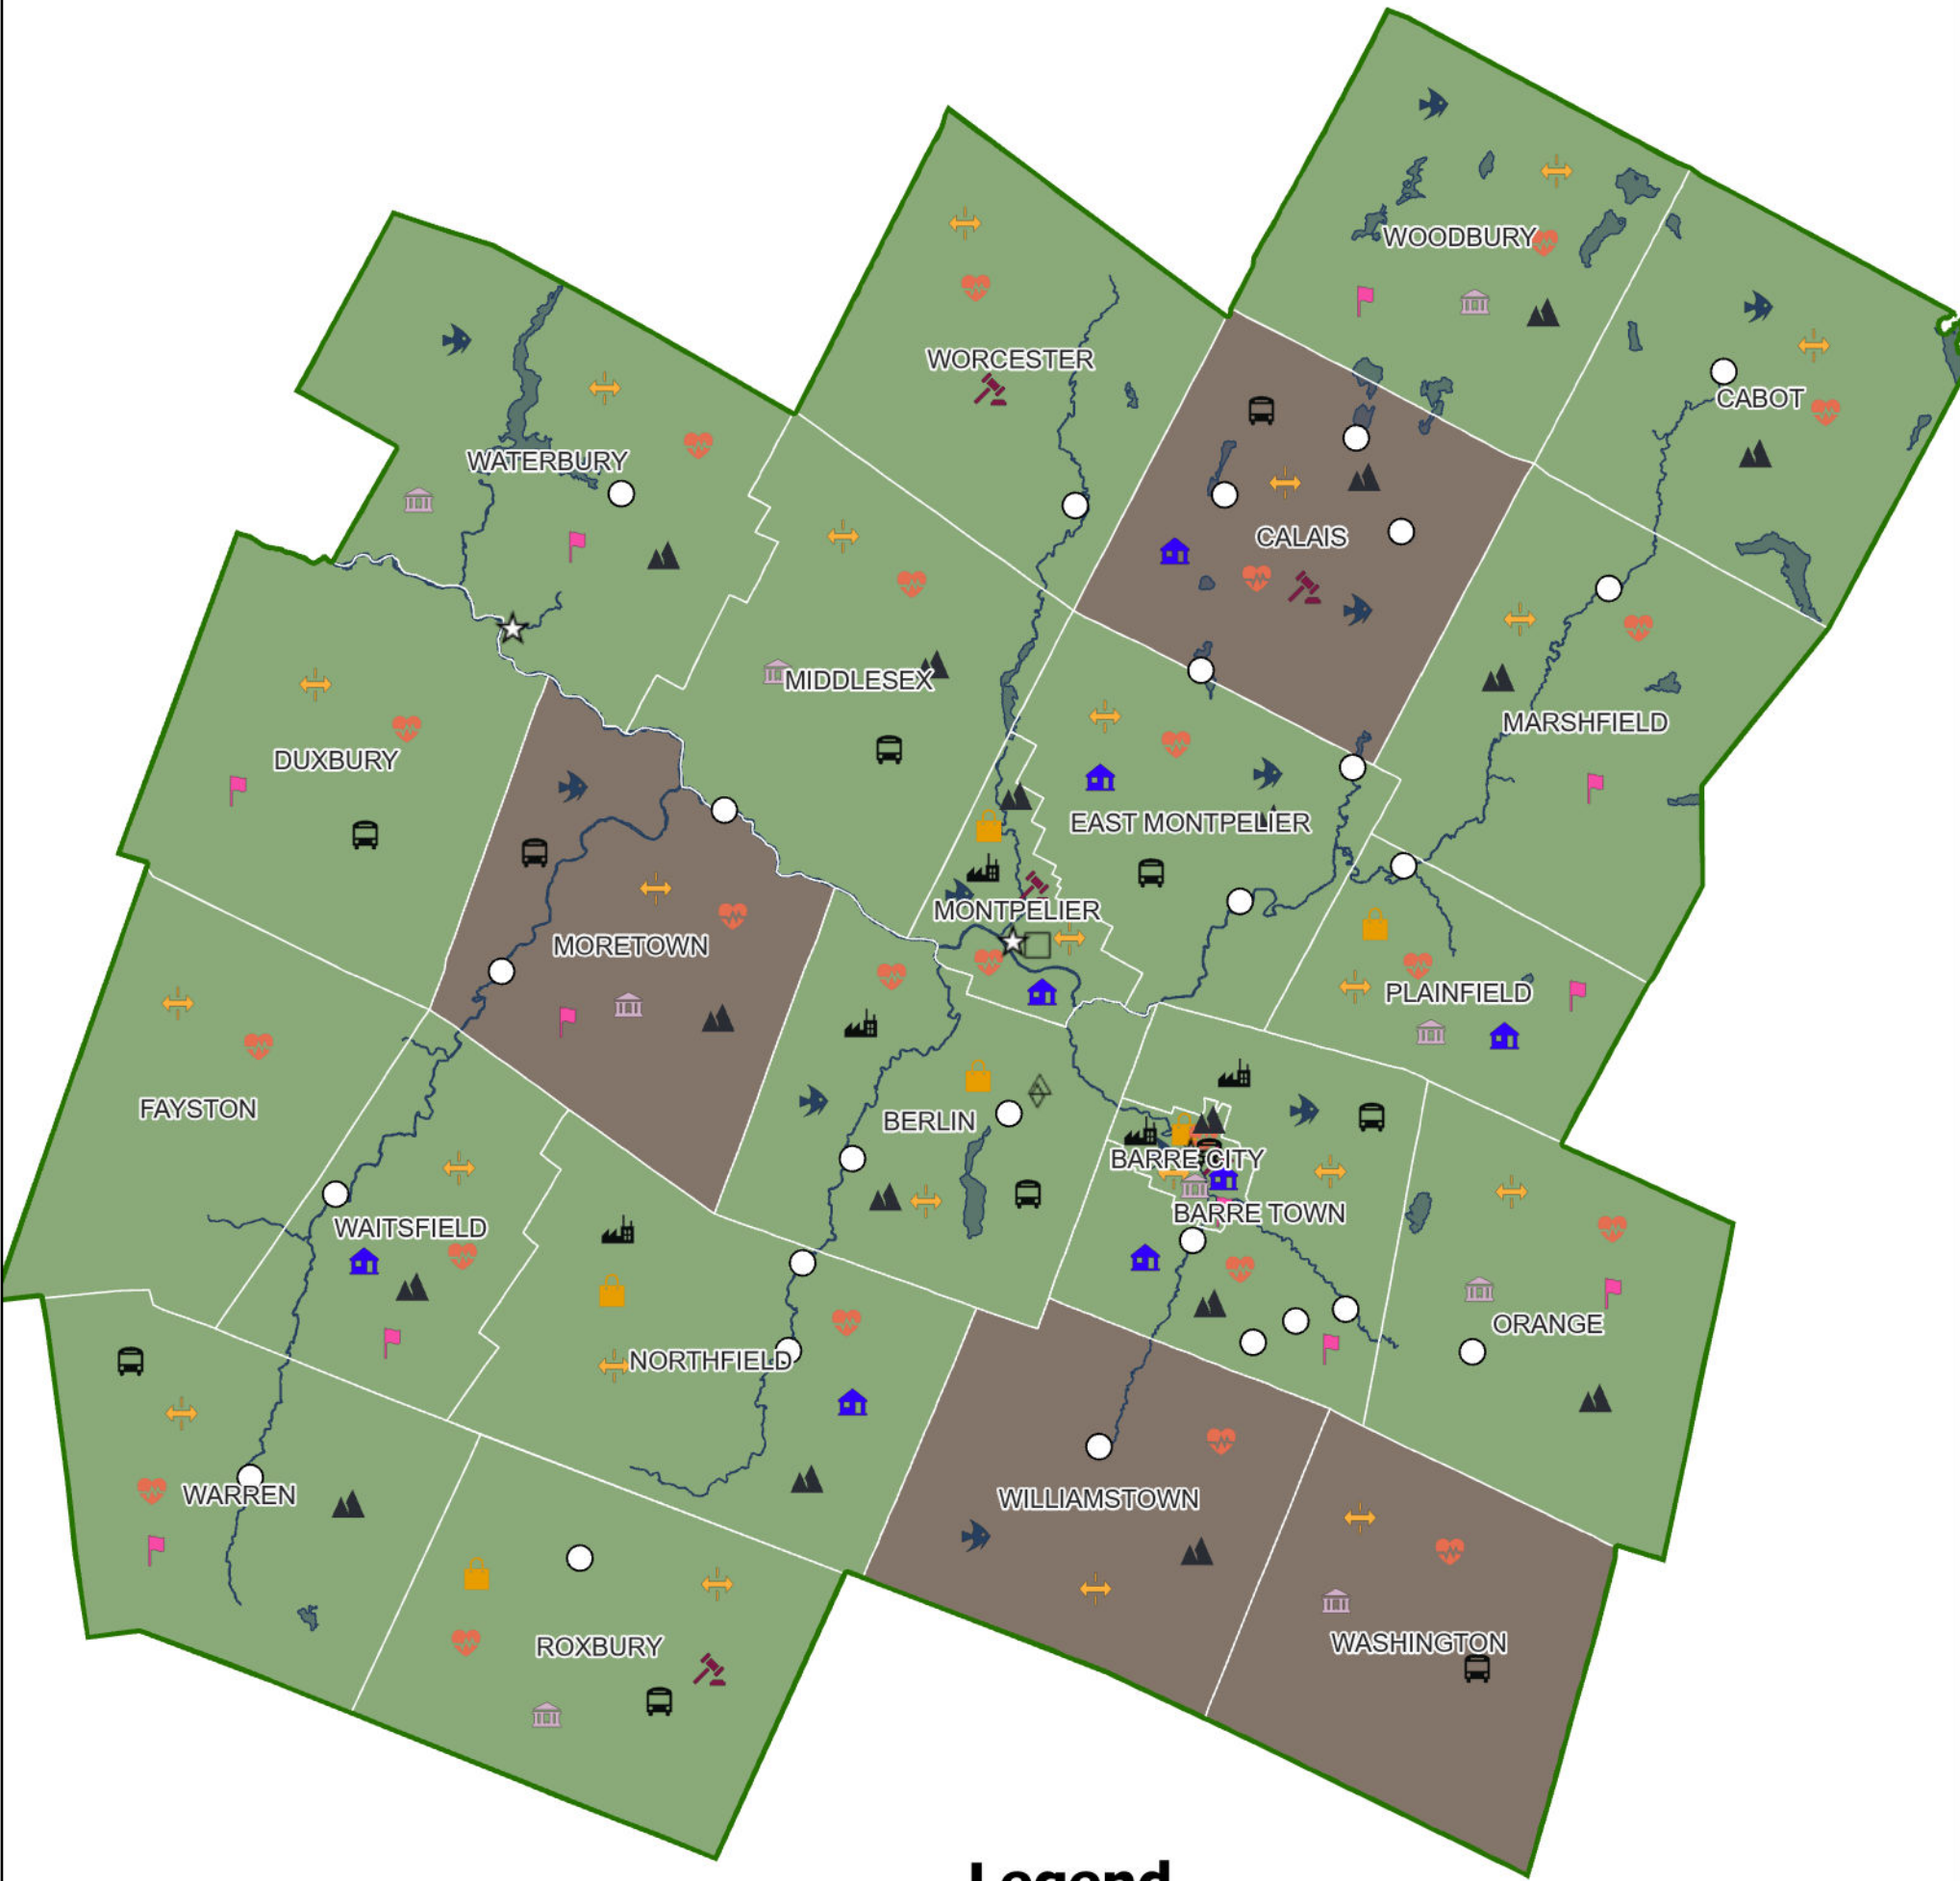 WOODBURY
WORCESTER
CABOT
WATERBURY
CALAIS
MIDDLESEX
MARSHFIELD
DUXBURY
EAST MONTPELIER
MONTPELIER
MORETOWN
PLAINFIELD
FAYSTON
BERLIN
BARRE CITY
BARRE TOWN
WAITSFIELD
ORANGE
NORTHFIELD
WARREN
WILLIAMSTOWN
ROXBURY
WASHINGTON
Legend